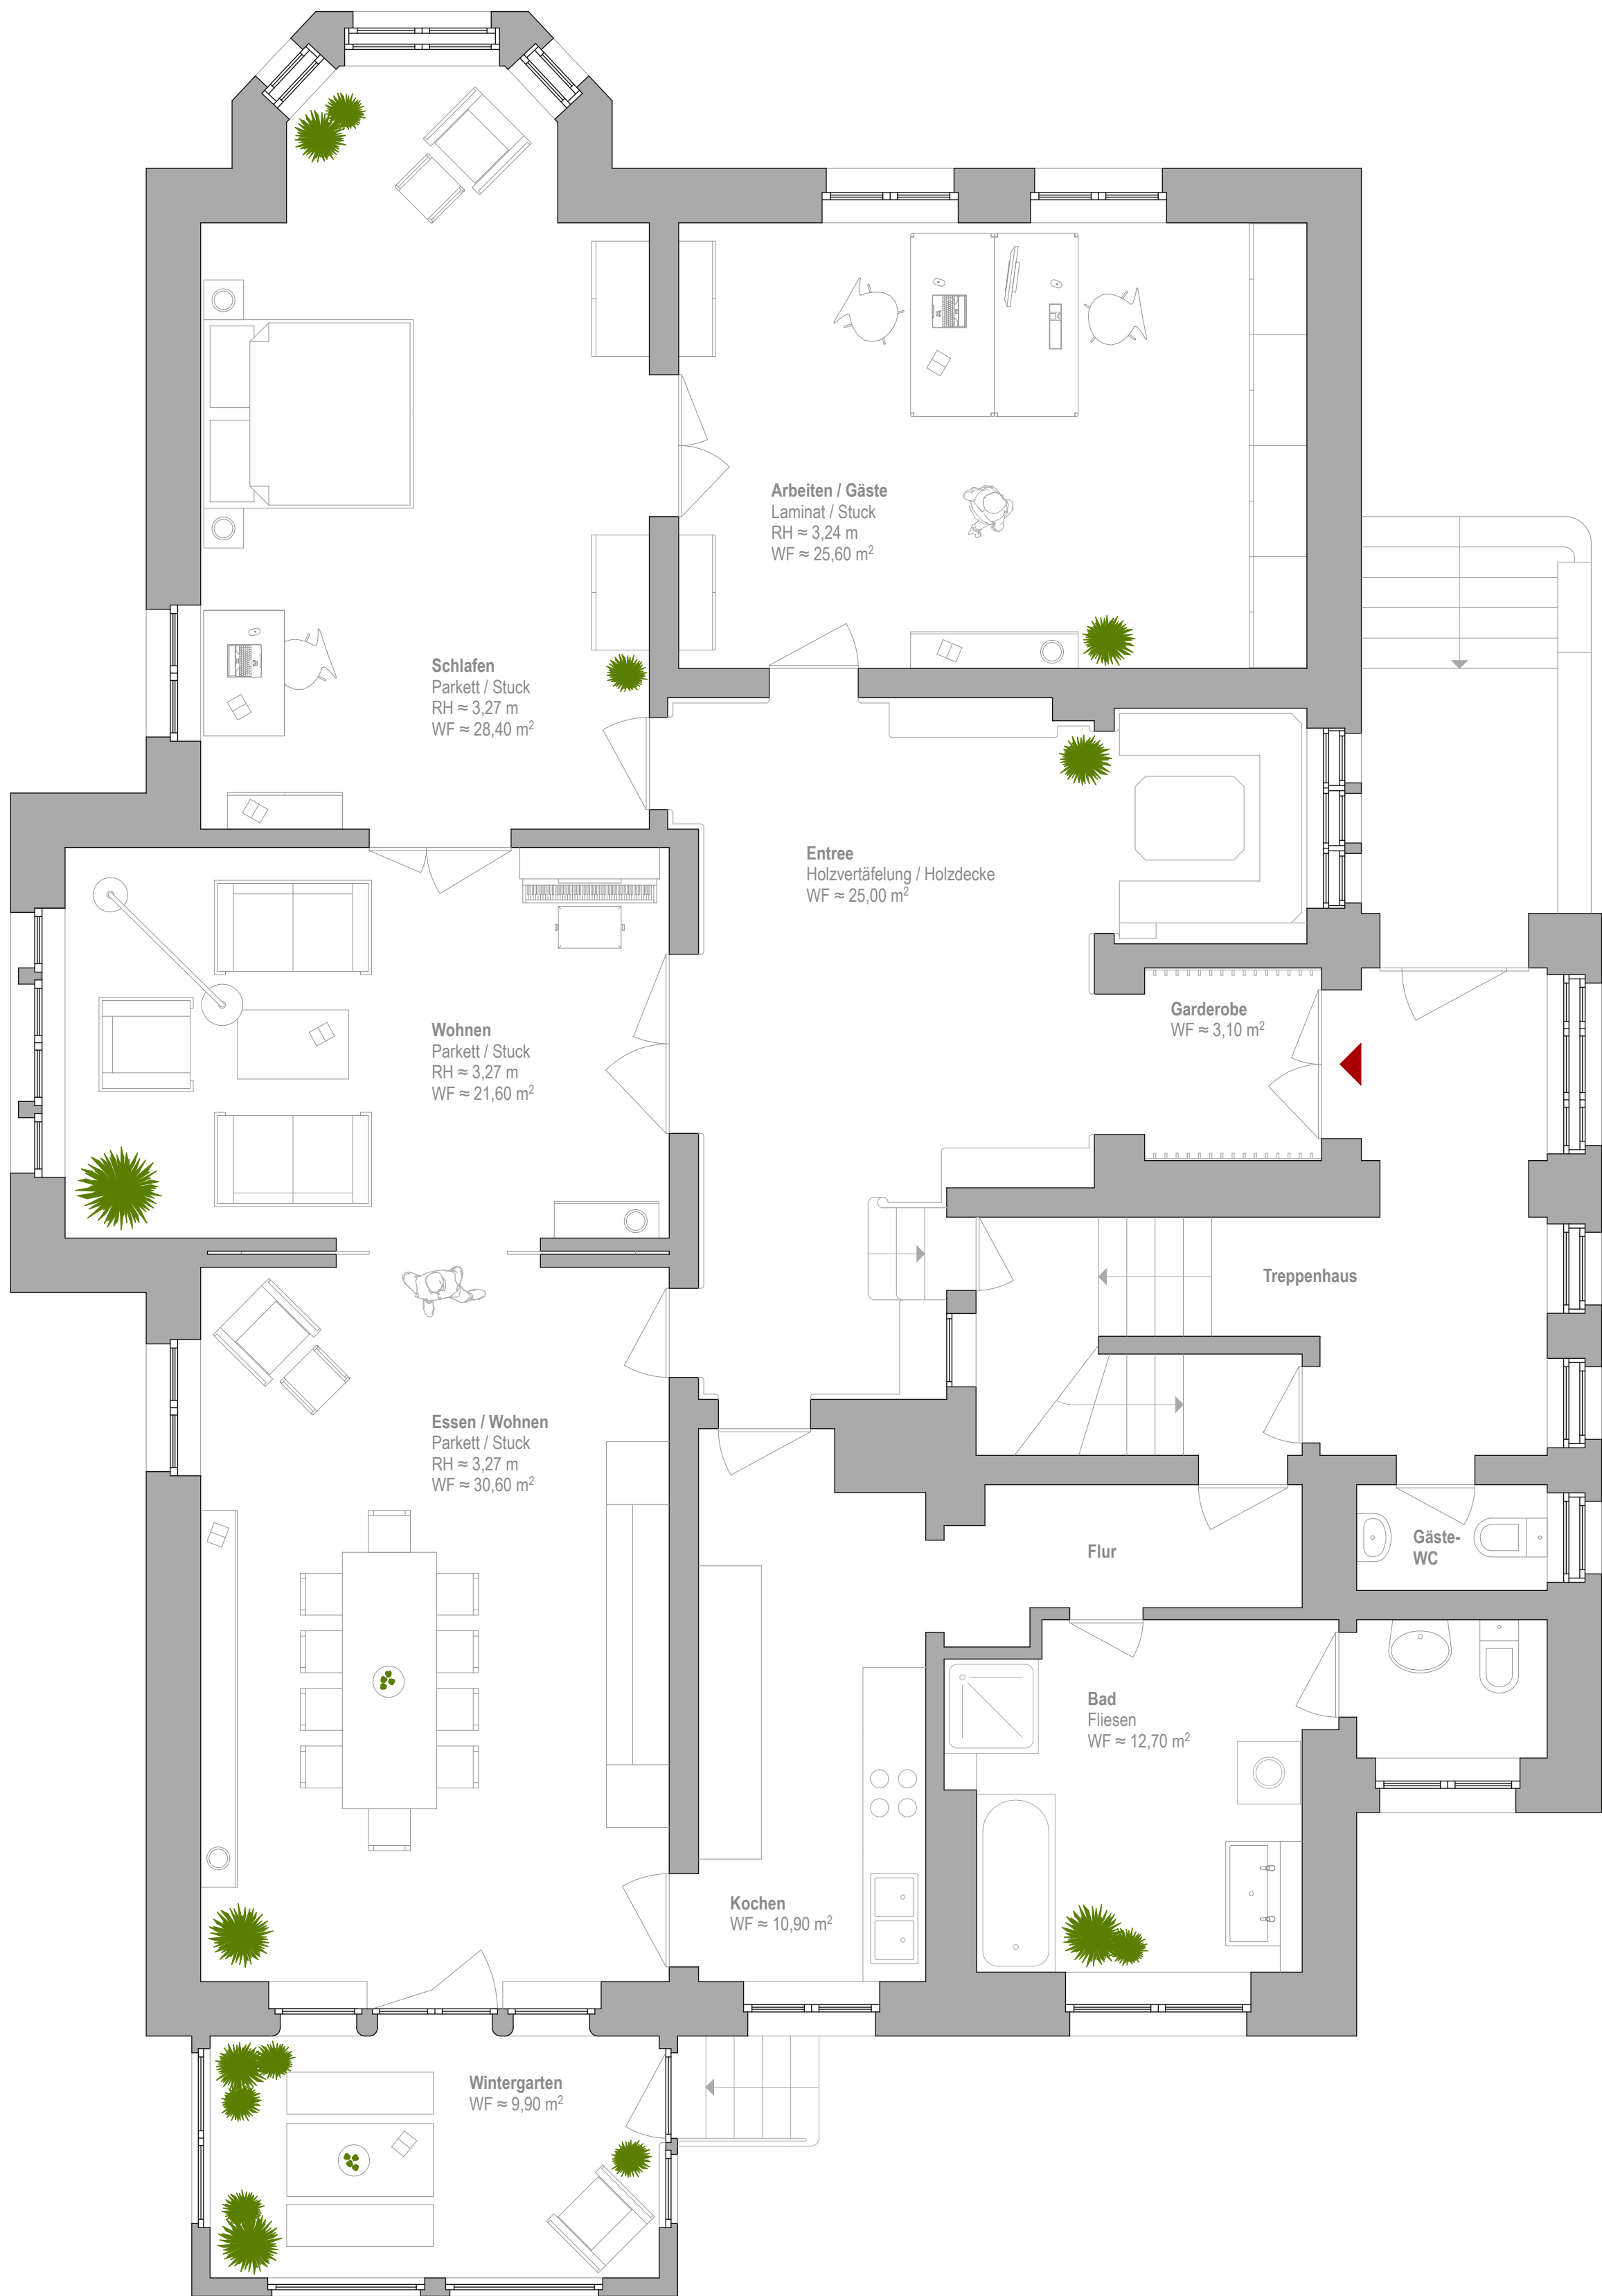 Arbeiten / Gäste
Laminat / Stuck
RH ≈ 3,24 m
WF ≈ 25,60 m²
Schlafen
Parkett / Stuck
RH ≈ 3,27 m
WF ≈ 28,40 m²
Entree
Holzvertäfelung / Holzdecke
WF ≈ 25,00 m²
Garderobe
WF ≈ 3,10 m²
Wohnen
Parkett / Stuck
RH ≈ 3,27 m
WF ≈ 21,60 m²
Treppenhaus
Essen / Wohnen
Parkett / Stuck
RH ≈ 3,27 m
WF ≈ 30,60 m²
Flur
Gäste-
WC
Bad
Fliesen
WF ≈ 12,70 m²
Kochen
WF ≈ 10,90 m²
Wintergarten
WF ≈ 9,90 m²